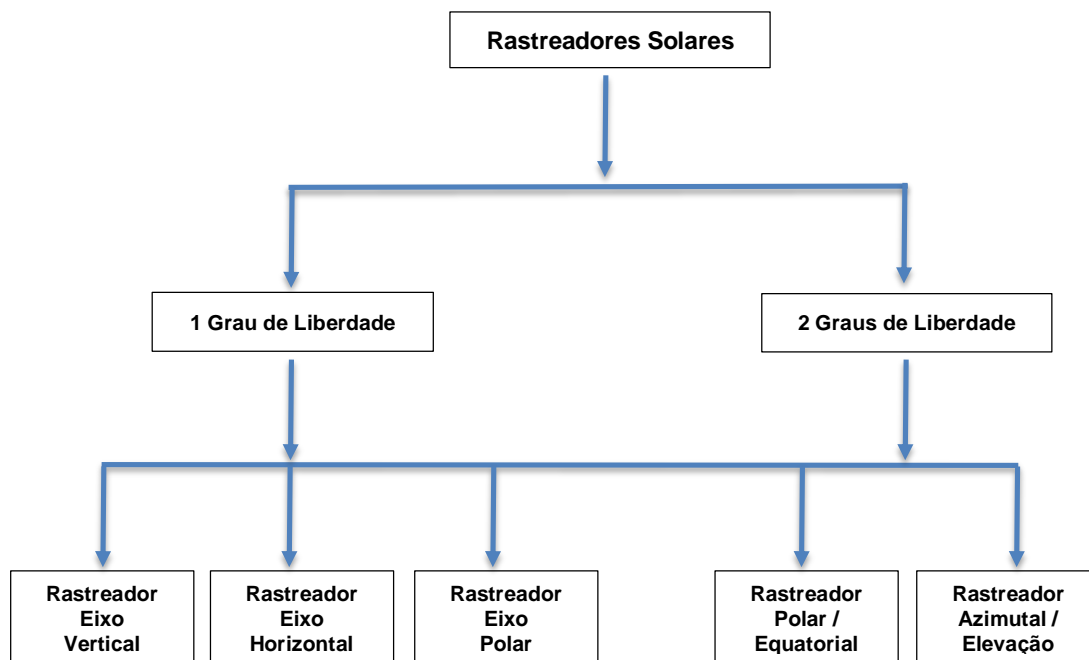 Rastreadores Solares
1 Grau de Liberdade
2 Graus de Liberdade
Rastreador
Eixo
Vertical
Rastreador
Eixo
Horizontal
Rastreador
Eixo
Polar
Rastreador
Polar /
Equatorial
Rastreador
Azimutal /
Elevação